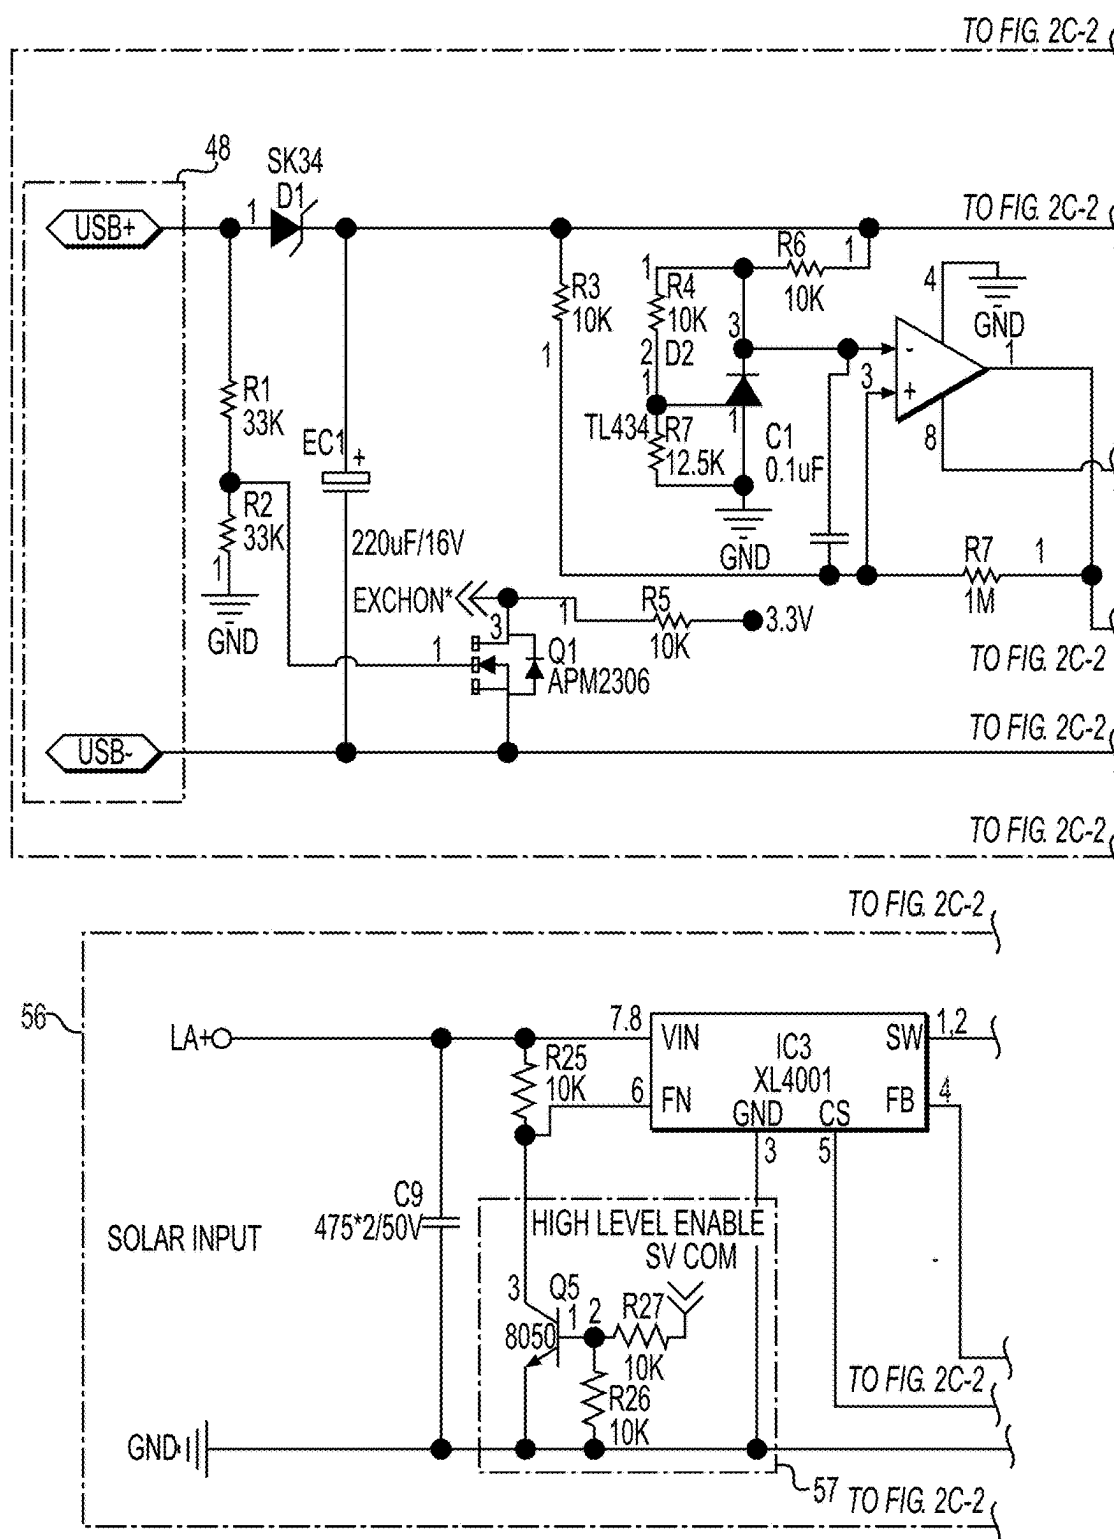 TO FIG. 2C-2
48
SK34
D1
USB+
1
TO FIG. 2C-2
R6
1
10K
R3
10K
1
1
R4
10K
2
D2
1
3
1
TL434
R7
12.5K
GND
C1
0.1uF
4
GND
-
3
+
1
8
R1
33K
R2
33K
1
GND
EC1
+
220uF/16V
EXCHON*
3
1
1
R5
10K
3.3V
Q1
APM2306
R7
1M
1
TO FIG. 2C-2
TO FIG. 2C-2
USB-
TO FIG. 2C-2
TO FIG. 2C-2
56
LA+
7.8
VIN
SW
1,2
IC3
XL4001
R25
10K
6
FN
GND
CS
FB
4
3
5
C9
475*2/50V
SOLAR INPUT
HIGH LEVEL ENABLE
SV COM
3
Q5
1
2
8050
R27
10K
R26
10K
TO FIG. 2C-2
GND
57
TO FIG. 2C-2